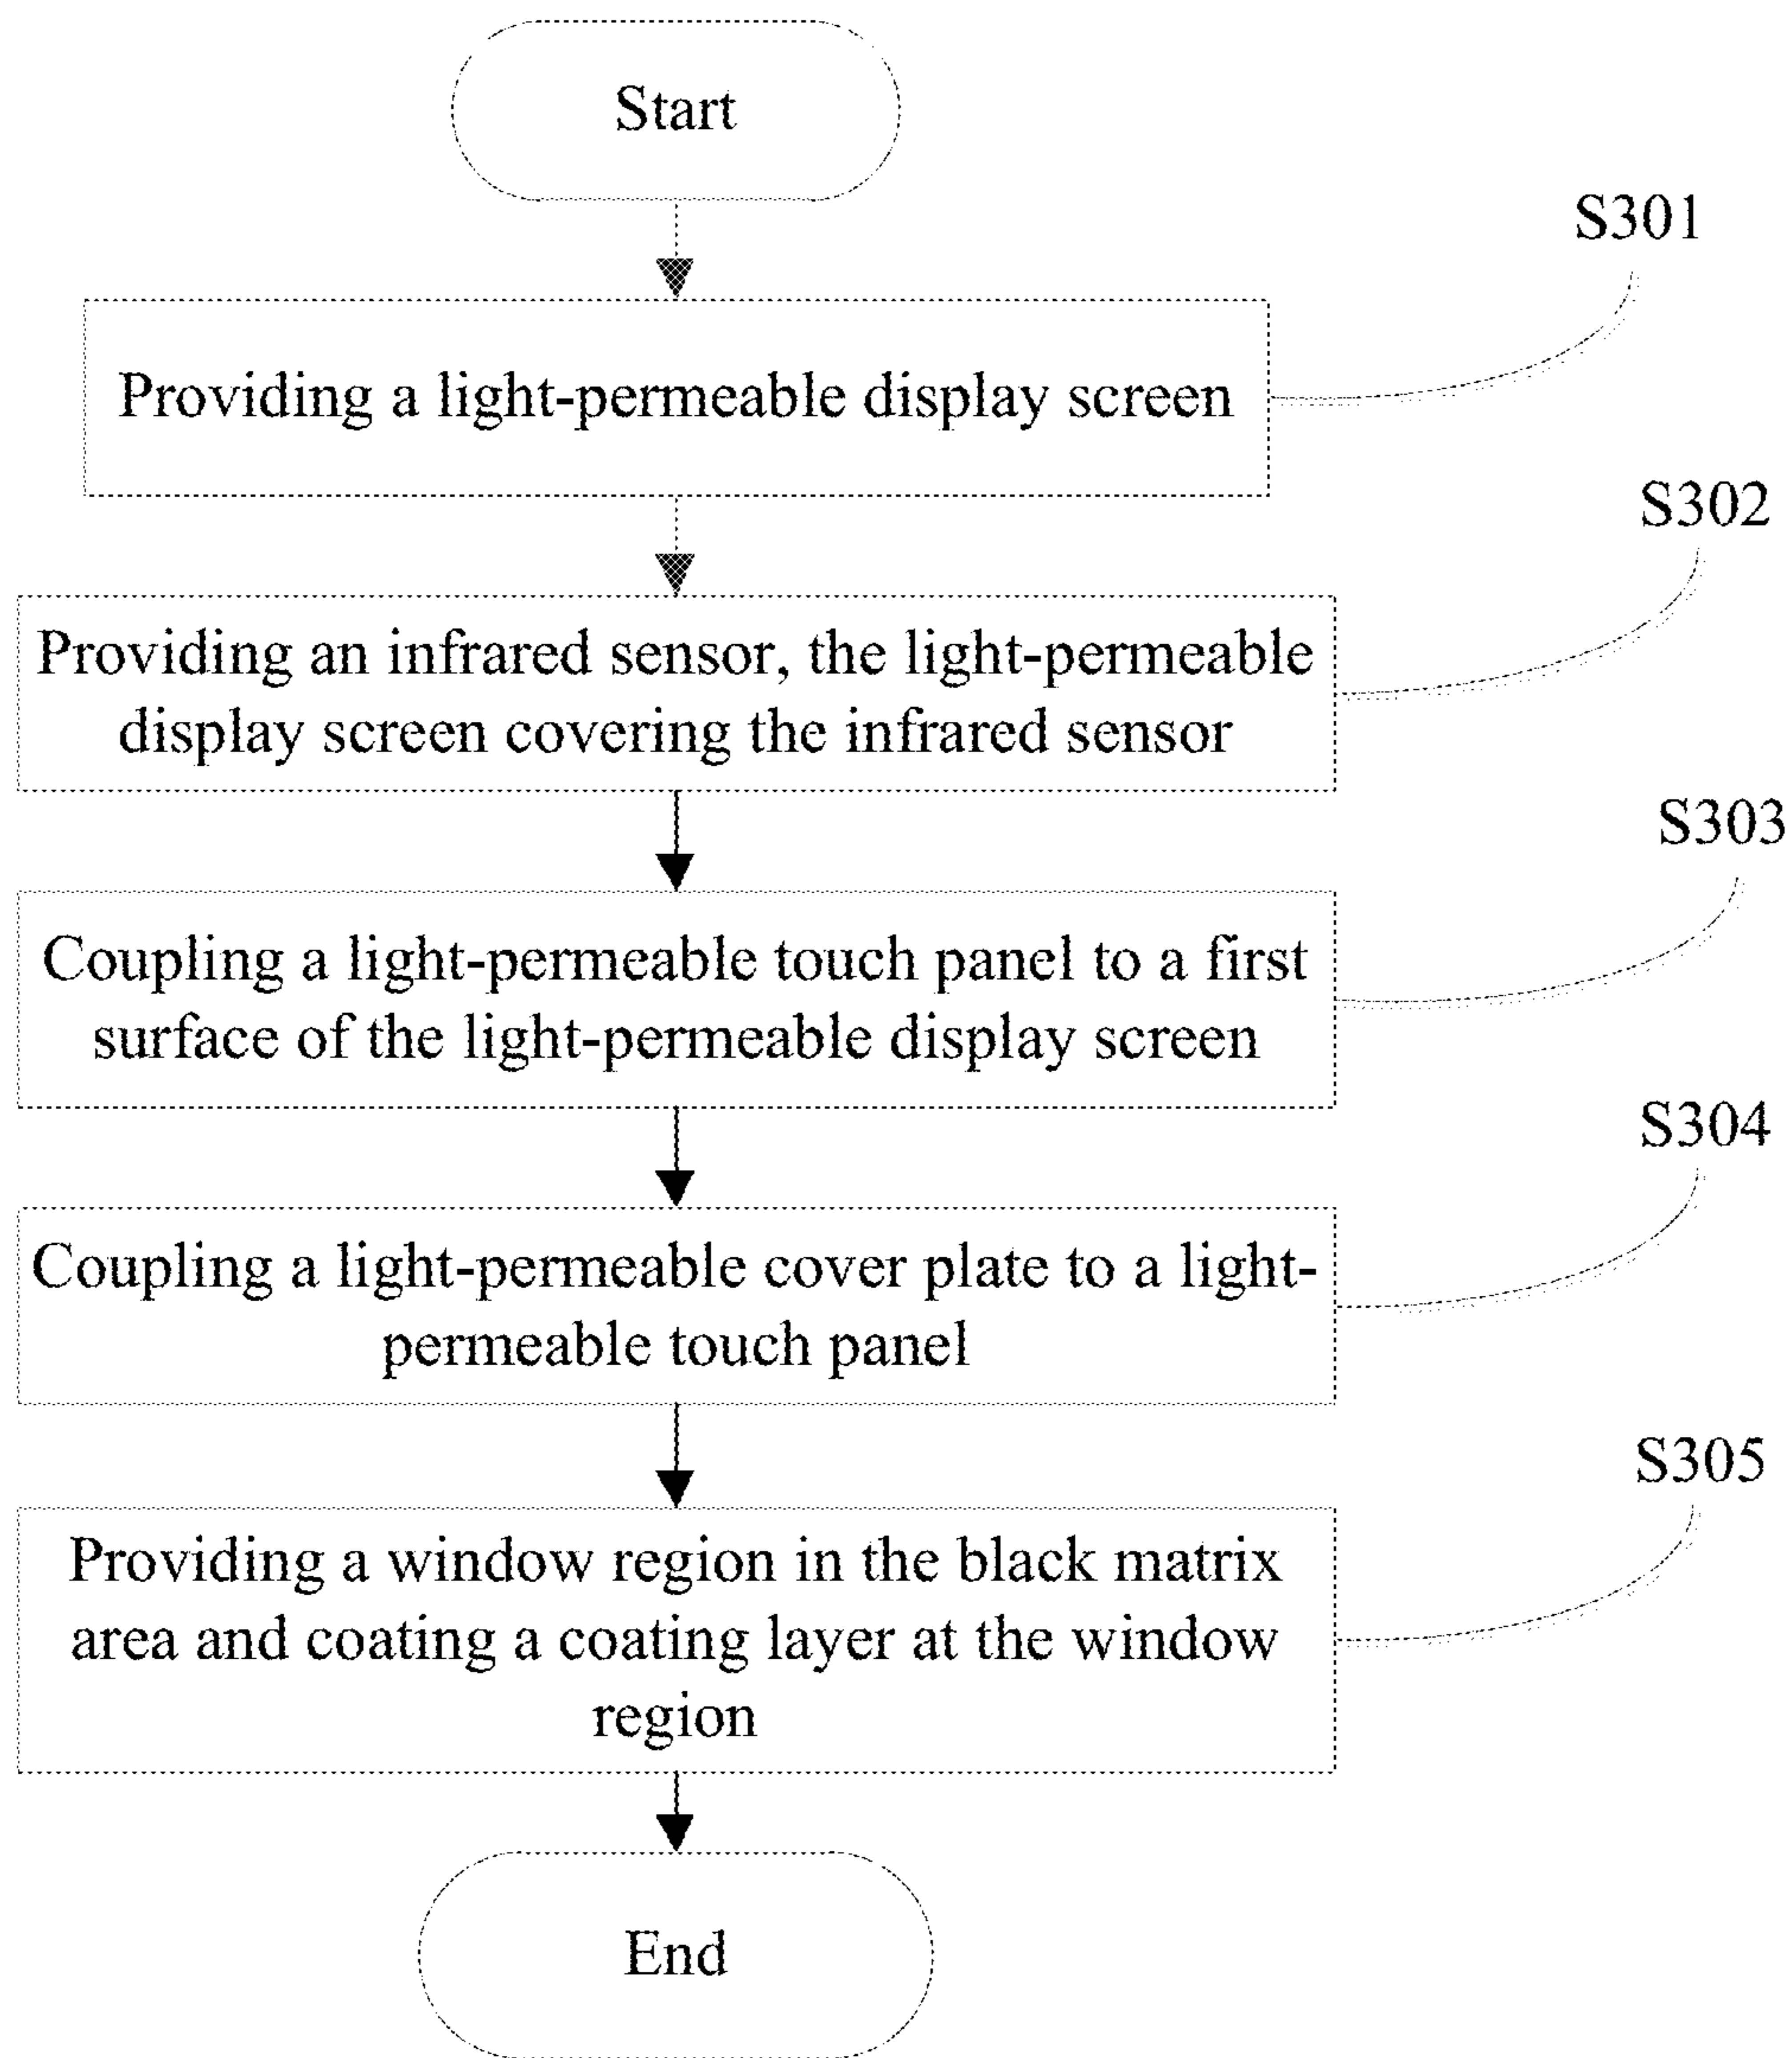 Start
S301
Providing a light-permeable display screen
S302
Providing an infrared sensor, the light-permeable
display screen covering the infrared sensor
S303
Coupling a light-permeable touch panel to a first
surface of the light-permeable display screen
S304
Coupling a light-permeable cover plate to a light-
permeable touch panel
S305
Providing a window region in the black matrix
area and coating a coating layer at the window
region
End